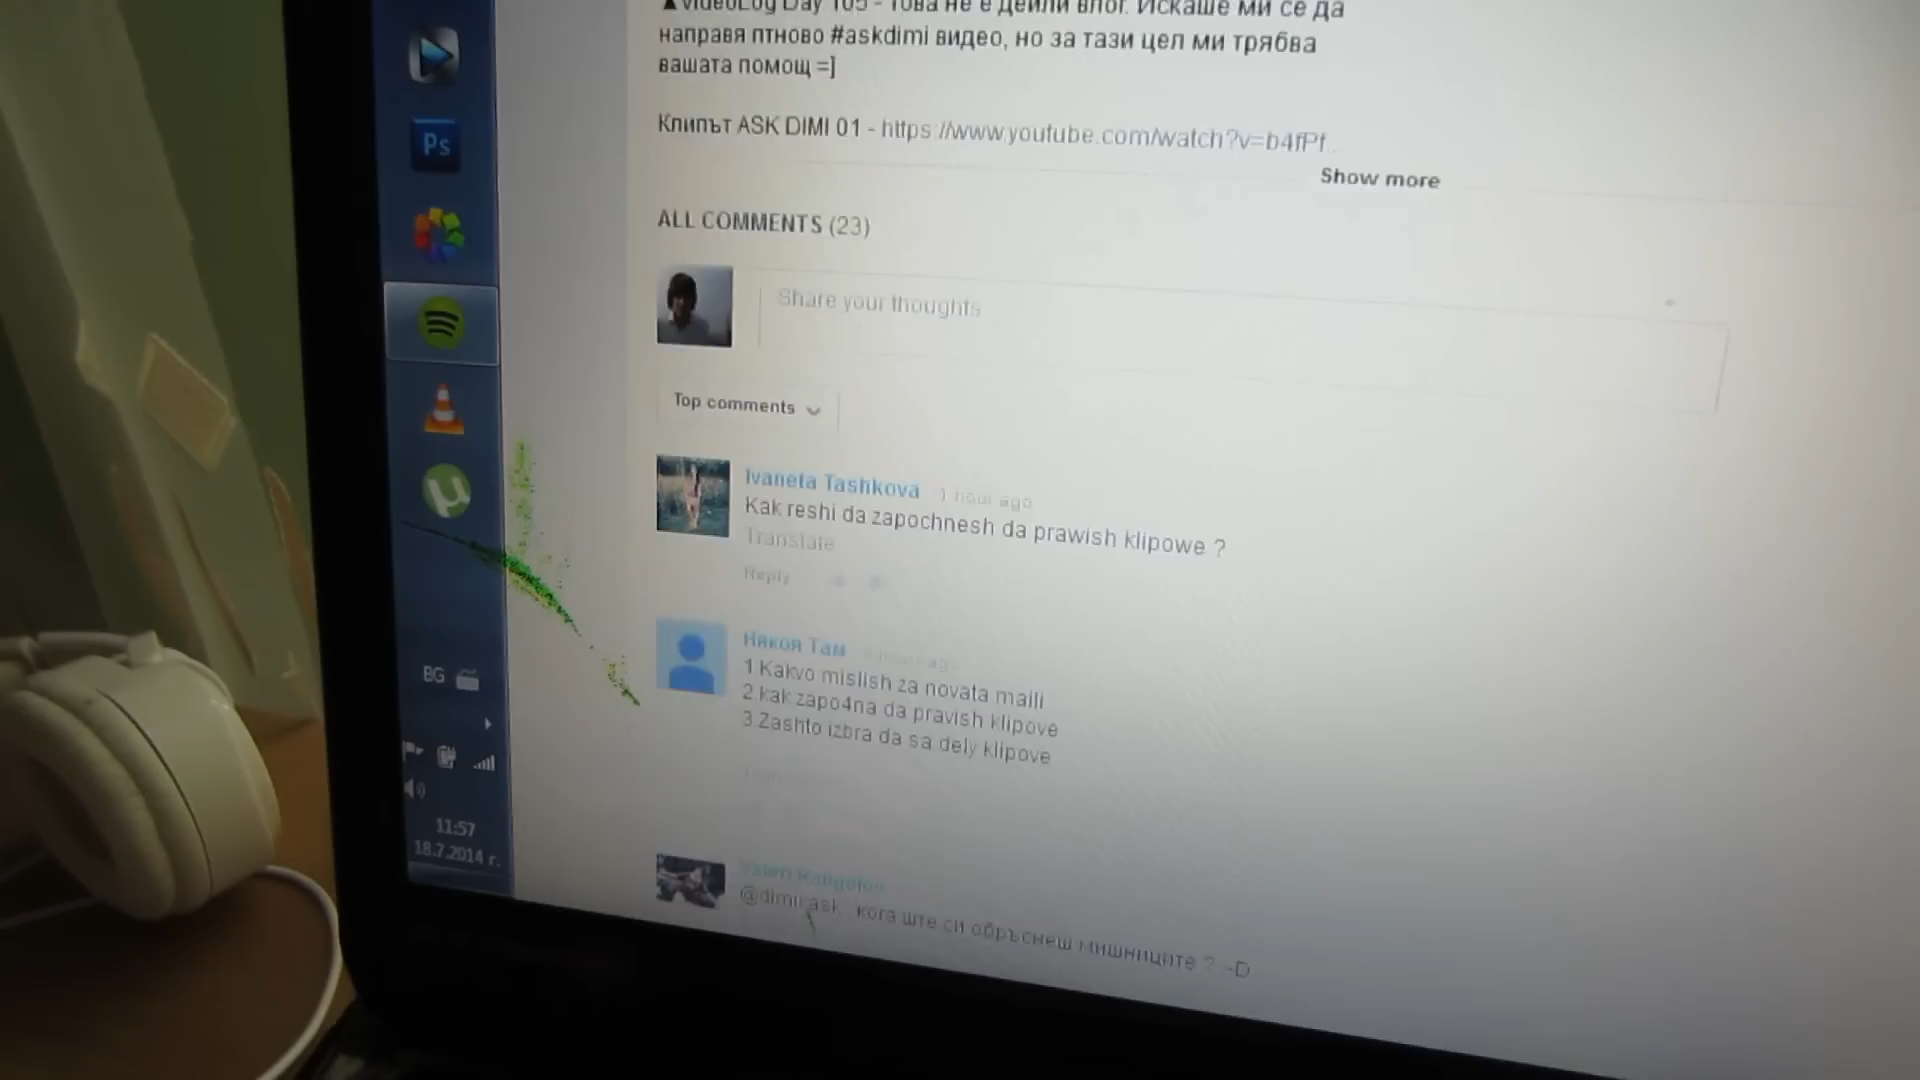 ▲VideoLog Day 105 - Това не е дейли влог. Искаше ми се да
направя птново #askdimi видео, но за тази цел ми трябва
вашата помощ =]
Клипът ASK DIMI 01 - https://www.youtube.com/watch?v=b4fPf...
Show more
ALL COMMENTS (23)
Share your thoughts
Top comments
Ivaneta Tashkova 1 hour ago
Kak reshi da zapochnesh da prawish klipowe ?
Translate
Reply
Някоя Там
1 Kakvo mislish za novata maili
2.kak zapo4na da pravish klipove
3.Zashto izbra da sa dely klipove
@dimii ask кога ште си обръснеш мишниците ? :-D
Ps
BG
11:57
18.7.2014 г.